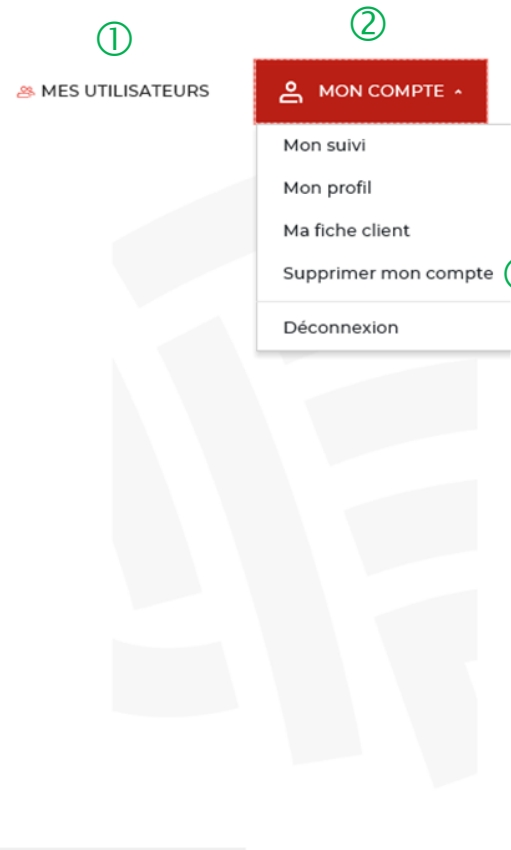 ① ②
MES UTILISATEURS MON COMPTE
Mon suivi
Mon profil
Ma fiche client
Supprimer mon compte
Déconnexion